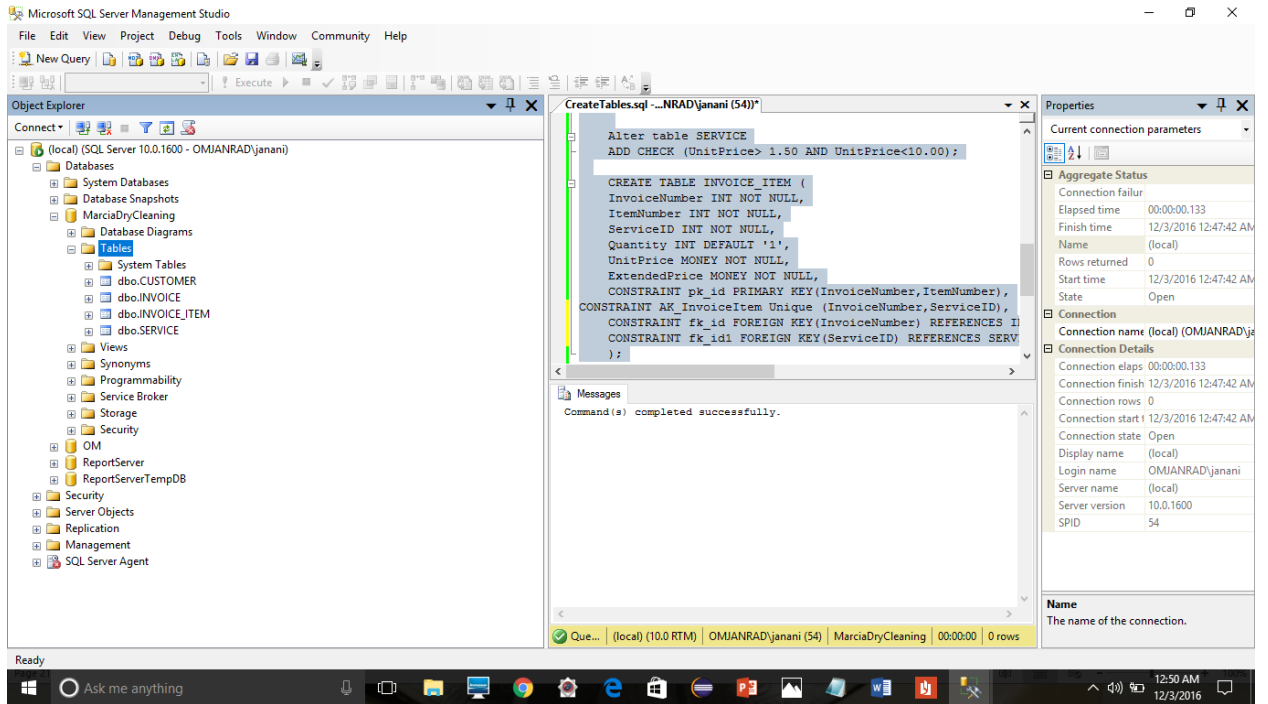 Microsoft SQL Server Management Studio
File Edit View Project Debug Tools Window Community Help
New Query
Execute
Object Explorer
Connect
(local) (SQL Server 10.0.1600 - OMJANRAD\janani)
Databases
System Databases
Database Snapshots
MarciaDryCleaning
Database Diagrams
Tables
System Tables
dbo.CUSTOMER
dbo.INVOICE
dbo.INVOICE_ITEM
dbo.SERVICE
Views
Synonyms
Programmability
Service Broker
Storage
Security
OM
ReportServer
ReportServerTempDB
Security
Server Objects
Replication
Management
SQL Server Agent
CreateTables.sql -...NRAD\janani (54))*
Alter table SERVICE
ADD CHECK (UnitPrice> 1.50 AND UnitPrice<10.00);
CREATE TABLE INVOICE_ITEM (
InvoiceNumber INT NOT NULL,
ItemNumber INT NOT NULL,
ServiceID INT NOT NULL,
Quantity INT DEFAULT '1',
UnitPrice MONEY NOT NULL,
ExtendedPrice MONEY NOT NULL,
CONSTRAINT pk_id PRIMARY KEY(InvoiceNumber,ItemNumber),
CONSTRAINT AK_InvoiceItem Unique (InvoiceNumber,ServiceID),
CONSTRAINT fk_id FOREIGN KEY(InvoiceNumber) REFERENCES I
CONSTRAINT fk_id1 FOREIGN KEY(ServiceID) REFERENCES SERV
);
Messages
Command(s) completed successfully.
Que... (local) (10.0 RTM) OMJANRAD\janani (54) MarciaDryCleaning 00:00:00 0 rows
Properties
Current connection parameters
Aggregate Status
Connection failur
Elapsed time 00:00:00.133
Finish time 12/3/2016 12:47:42 AM
Name (local)
Rows returned 0
Start time 12/3/2016 12:47:42 AM
State Open
Connection
Connection name (local) (OMJANRAD\ja
Connection Details
Connection elaps 00:00:00.133
Connection finish 12/3/2016 12:47:42 AM
Connection rows 0
Connection start t 12/3/2016 12:47:42 AM
Connection state Open
Display name (local)
Login name OMJANRAD\janani
Server name (local)
Server version 10.0.1600
SPID 54
Name
The name of the connection.
Ready
Ask me anything
12:50 AM
12/3/2016